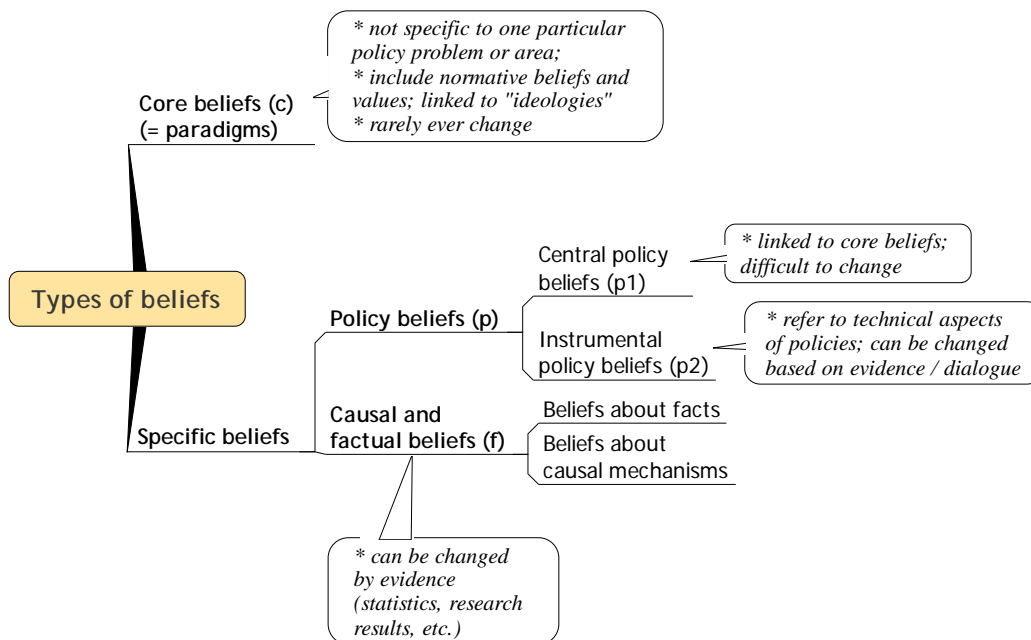 * not specific to one particular
policy problem or area;
* include normative beliefs and
values; linked to "ideologies"
* rarely ever change
Core beliefs (c)
(= paradigms)
Types of beliefs
Central policy
beliefs (p1)
* linked to core beliefs;
difficult to change
Policy beliefs (p)
Instrumental
policy beliefs (p2)
* refer to technical aspects
of policies; can be changed
based on evidence / dialogue
Specific beliefs
Causal and
factual beliefs (f)
Beliefs about facts
Beliefs about
causal mechanisms
* can be changed
by evidence
(statistics, research
results, etc.)